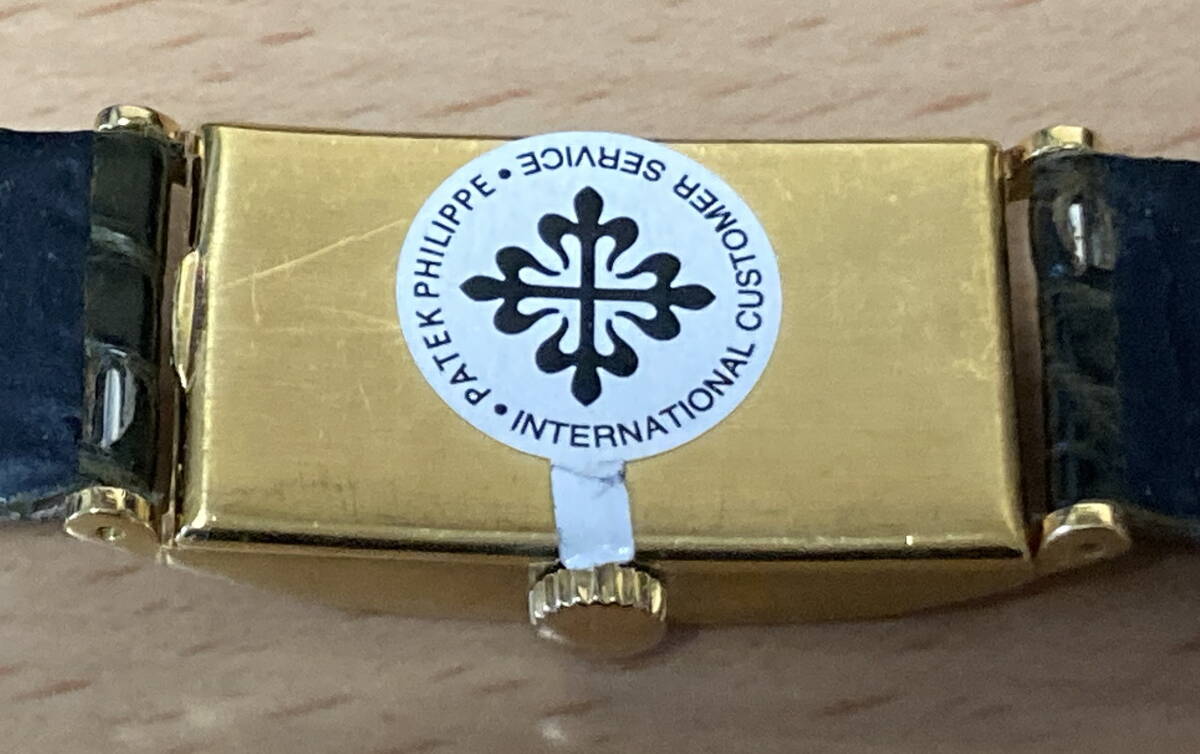 PATEK PHILIPPE • INTERNATIONAL CUSTOMER SERVICE •